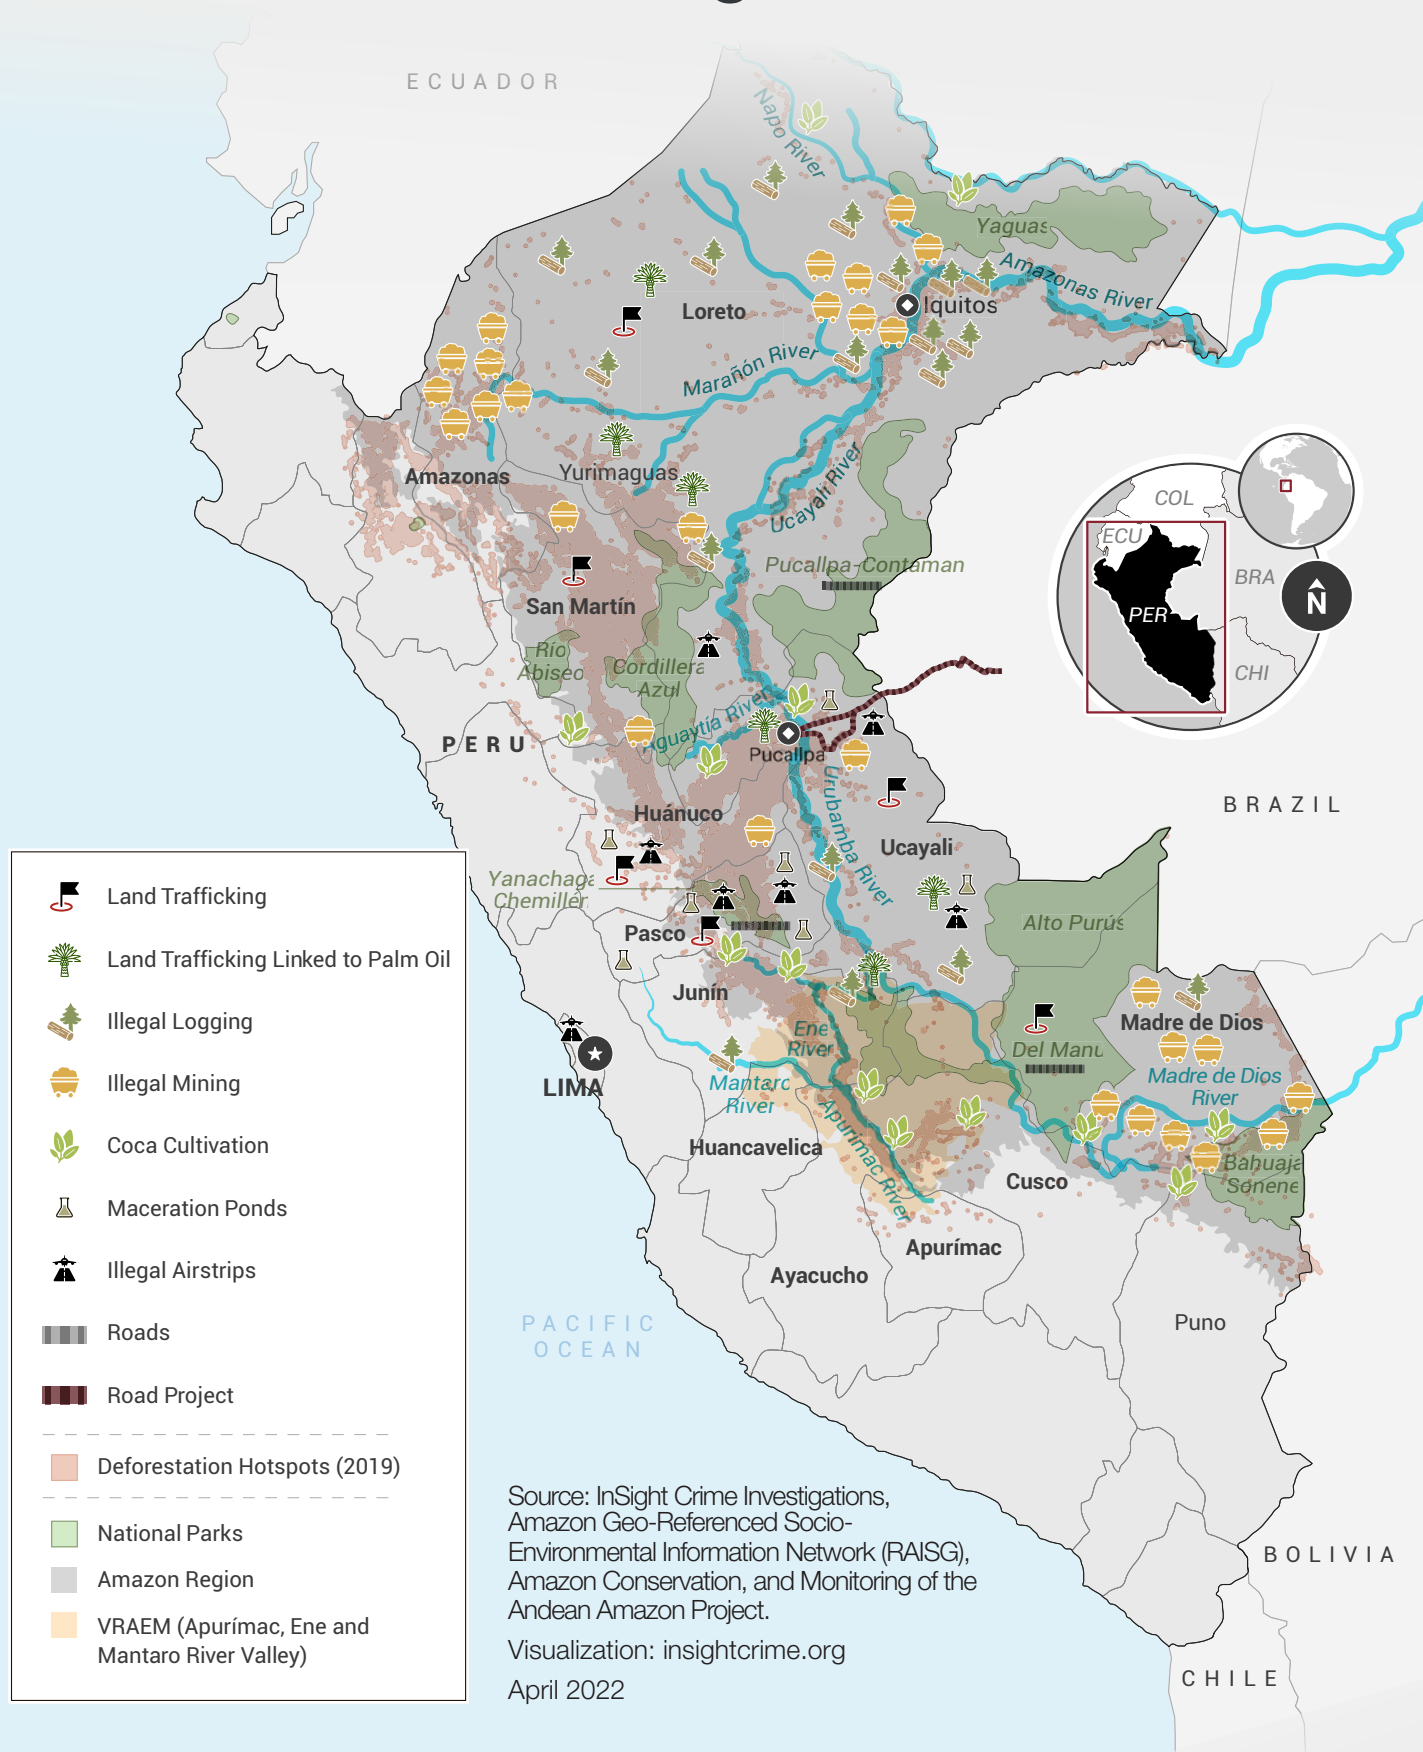 ECUADOR
Napo River
Yaguas
Amazonas River
Iquitos
Loreto
Marañón River
Amazonas
Yurimaguas
Ucayali River
COL
ECU
BRA
PER
CHI
N
Pucallpa-Contaman
San Martín
Río
Abiseo
Cordillera
Azul
Aguaytía River
PERU
Pucallpa
BRAZIL
Huánuco
Urubamba River
Ucayali
Yanachaga
Chemillen
Pasco
Alto Purús
Junín
Madre de Dios
Ene
River
Del Manu
LIMA
Mantaro
River
Madre de Dios
River
Apurímac River
Huancavelica
Bahuaja
Sonene
Cusco
Apurímac
Ayacucho
PACIFIC
OCEAN
Puno
BOLIVIA
CHILE
Land Trafficking
Land Trafficking Linked to Palm Oil
Illegal Logging
Illegal Mining
Coca Cultivation
Maceration Ponds
Illegal Airstrips
Roads
Road Project
Deforestation Hotspots (2019)
National Parks
Amazon Region
VRAEM (Apurímac, Ene and
Mantaro River Valley)
Source: InSight Crime Investigations,
Amazon Geo-Referenced Socio-
Environmental Information Network (RAISG),
Amazon Conservation, and Monitoring of the
Andean Amazon Project.
Visualization: insightcrime.org
April 2022